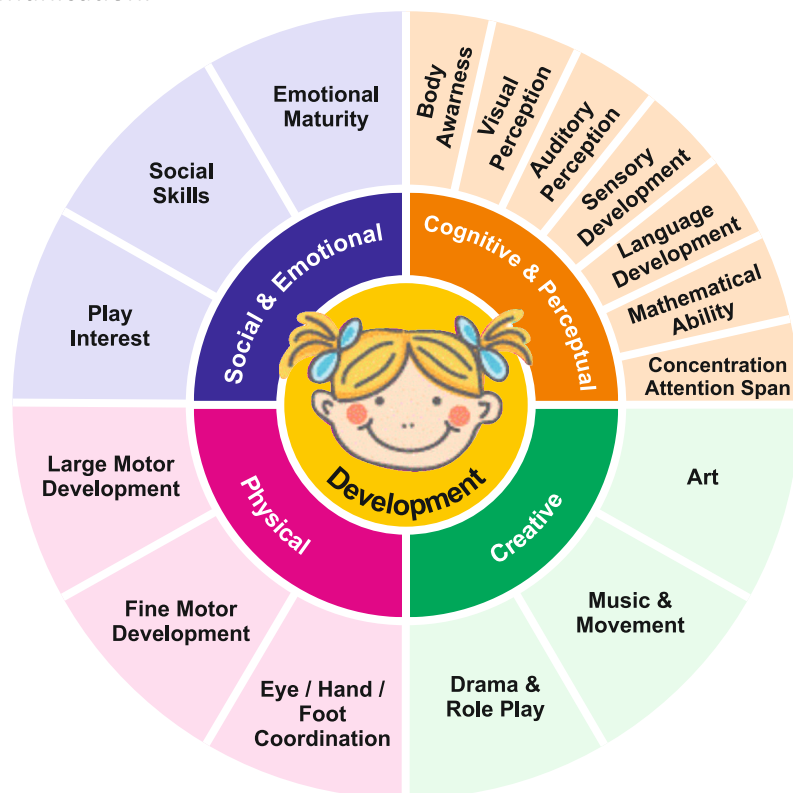 Development
Social & Emotional
Cognitive & Perceptual
Physical
Creative
Emotional
Maturity
Social
Skills
Play
Interest
Body
Awarness
Visual
Perception
Auditory
Perception
Sensory
Development
Language
Development
Mathematical
Ability
Concentration
Attention Span
Art
Music &
Movement
Drama &
Role Play
Large Motor
Development
Fine Motor
Development
Eye / Hand /
Foot
Coordination